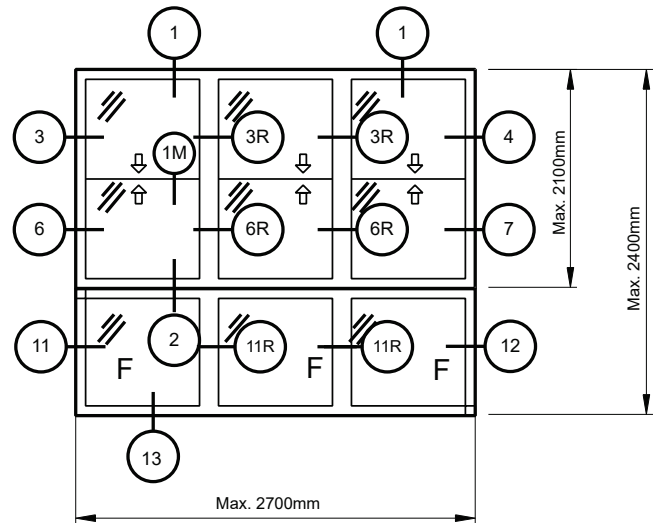 1 1
3 1M 3R 3R 4
6 6R 6R 7
Max. 2100mm
Max. 2400mm
11 2 11R 11R 12
F F F
13
Max. 2700mm